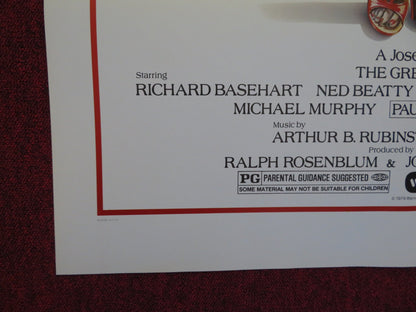 A Jose
THE GRE
Starring
RICHARD BASEHART NED BEATTY
MICHAEL MURPHY PAU
Music by
ARTHUR B. RUBINS
Produced by
RALPH ROSENBLUM & JO
PG PARENTAL GUIDANCE SUGGESTED
SOME MATERIAL MAY NOT BE SUITABLE FOR CHILDREN